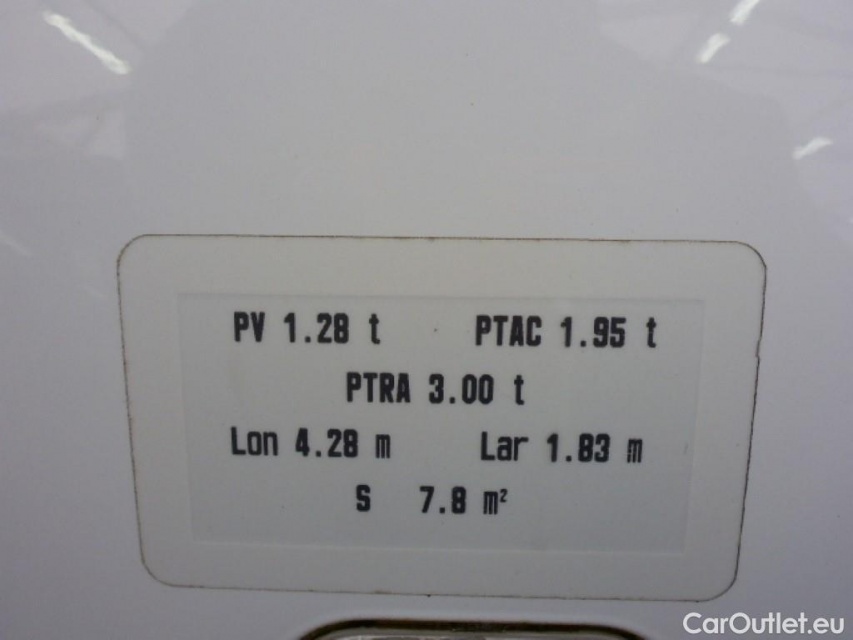 PV 1.28 t PTAC 1.95 t
PTRA 3.00 t
Lon 4.28 m Lar 1.83 m
S 7.8 m²
CarOutlet.eu